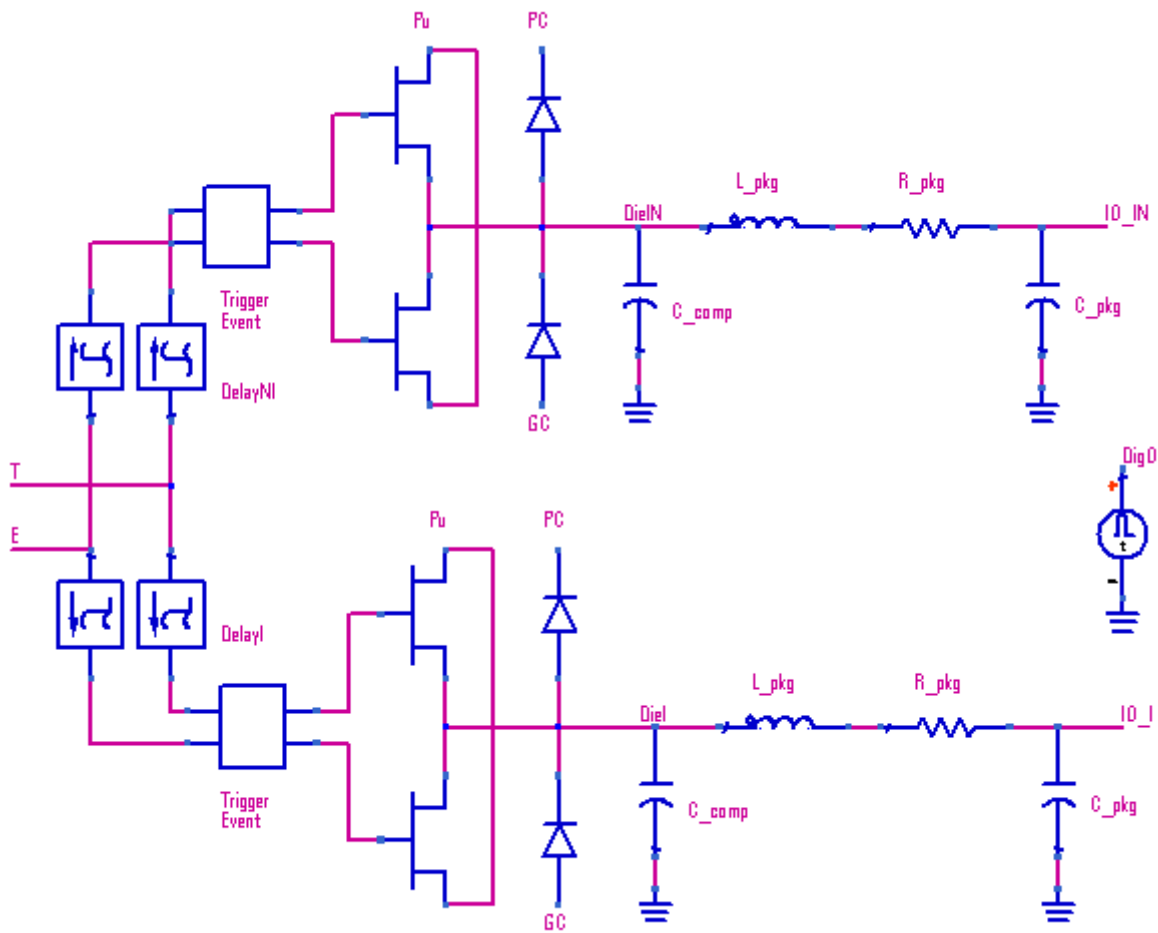 Pu
PC
L_pkg
R_pkg
DieIN
IO_IN
C_comp
C_pkg
Trigger
Event
DelayNI
GC
T
DigO
+
E
t
-
Pu
PC
DelayI
L_pkg
R_pkg
DieI
IO_I
Trigger
Event
C_comp
C_pkg
GC